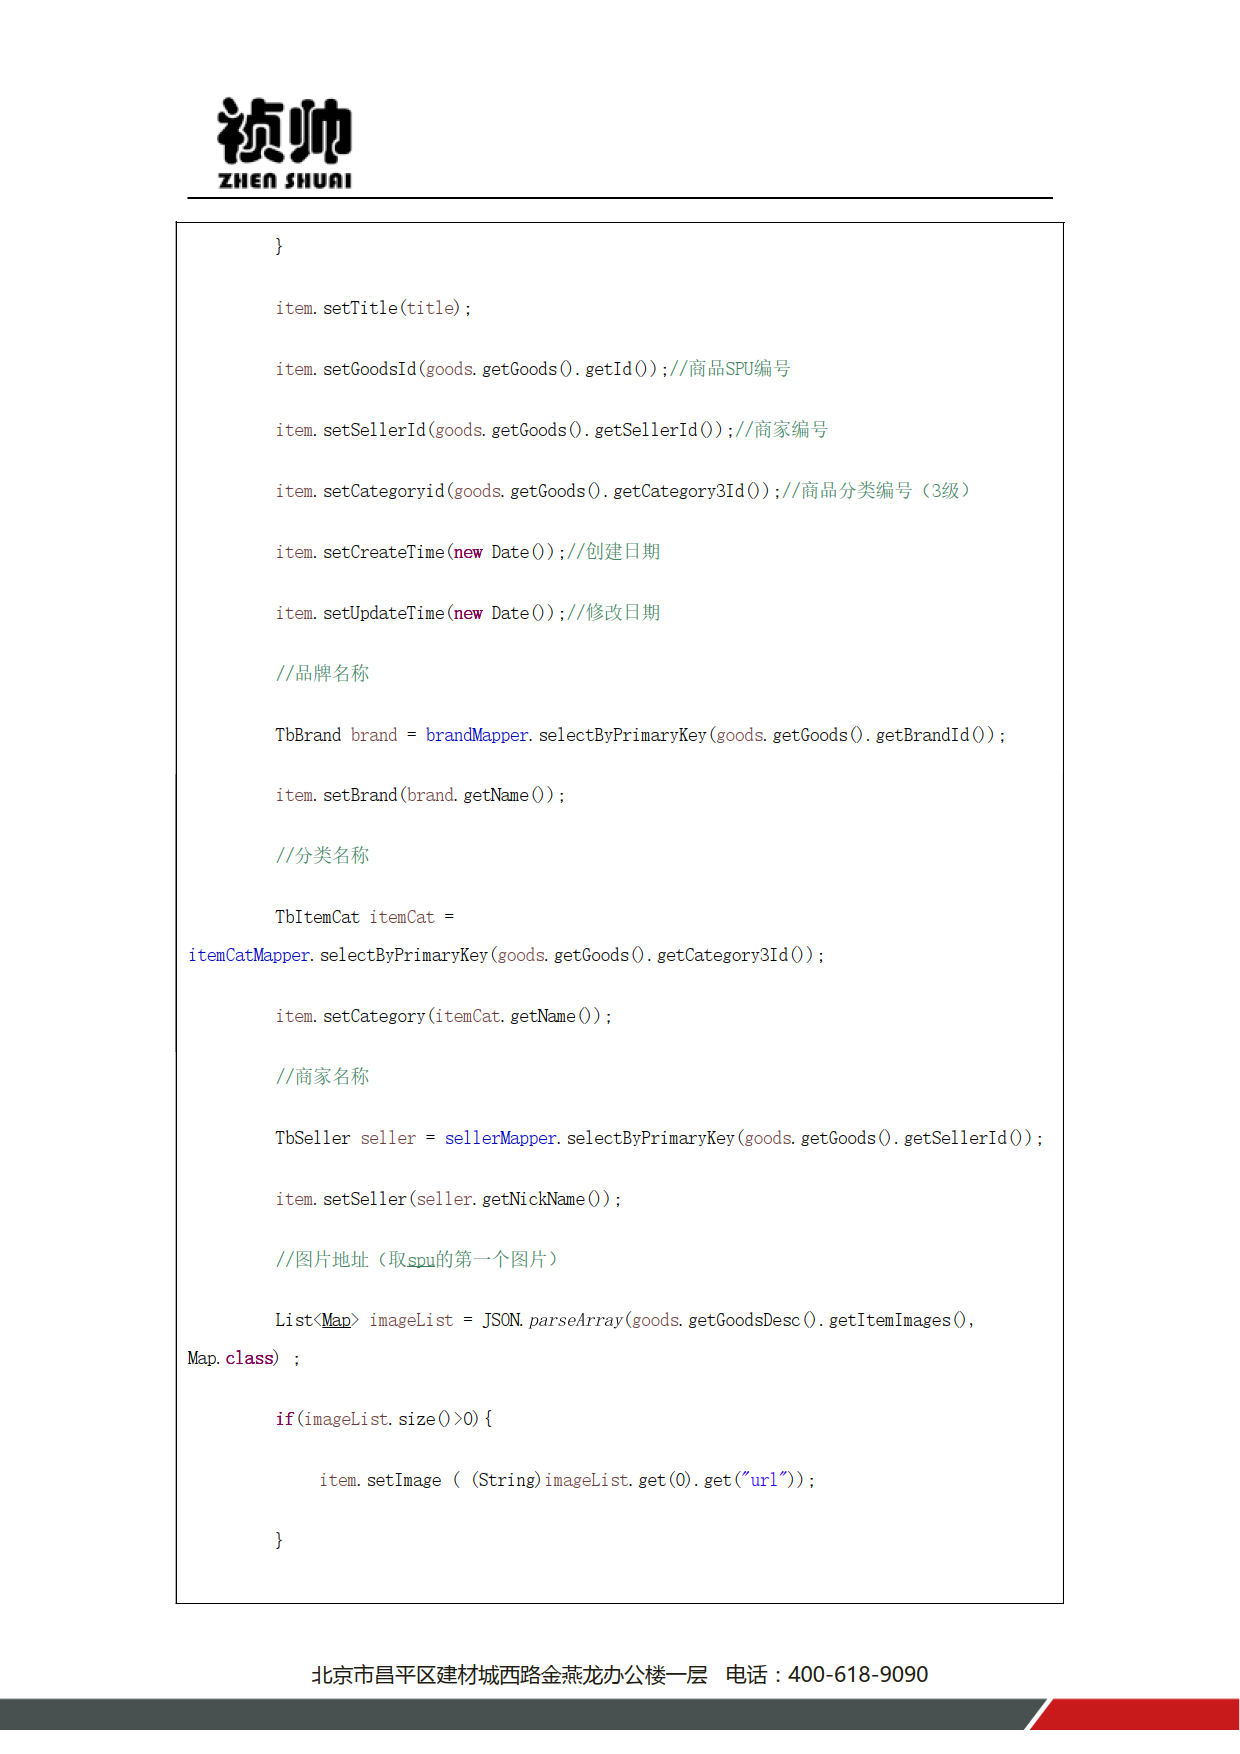 祯帅
ZHEN SHUAI
}
item.setTitle(title);
item.setGoodsId(goods.getGoods().getId());//商品SPU编号
item.setSellerId(goods.getGoods().getSellerId());//商家编号
item.setCategoryid(goods.getGoods().getCategory3Id());//商品分类编号（3级）
item.setCreateTime(new Date());//创建日期
item.setUpdateTime(new Date());//修改日期
//品牌名称
TbBrand brand = brandMapper.selectByPrimaryKey(goods.getGoods().getBrandId());
item.setBrand(brand.getName());
//分类名称
TbItemCat itemCat =
itemCatMapper.selectByPrimaryKey(goods.getGoods().getCategory3Id());
item.setCategory(itemCat.getName());
//商家名称
TbSeller seller = sellerMapper.selectByPrimaryKey(goods.getGoods().getSellerId());
item.setSeller(seller.getNickName());
//图片地址（取spu的第一个图片）
List<Map> imageList = JSON.parseArray(goods.getGoodsDesc().getItemImages(),
Map.class) ;
if(imageList.size()>0){
item.setImage ( (String)imageList.get(0).get("url"));
}
北京市昌平区建材城西路金燕龙办公楼一层 电话：400-618-9090